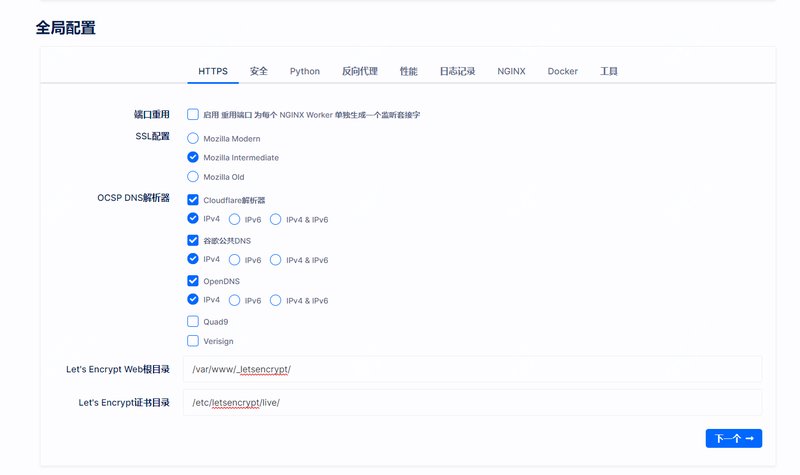 全局配置
HTTPS 安全 Python 反向代理 性能 日志记录 NGINX Docker 工具
端口重用 启用 重用端口 为每个 NGINX Worker 单独生成一个监听套接字
SSL配置 Mozilla Modern
Mozilla Intermediate
Mozilla Old
OCSP DNS解析器 Cloudflare解析器
IPv4 IPv6 IPv4 & IPv6
谷歌公共DNS
IPv4 IPv6 IPv4 & IPv6
OpenDNS
IPv4 IPv6 IPv4 & IPv6
Quad9
Verisign
Let's Encrypt Web根目录 /var/www/_letsencrypt/
Let's Encrypt证书目录 /etc/letsencrypt/live/
下一个 →